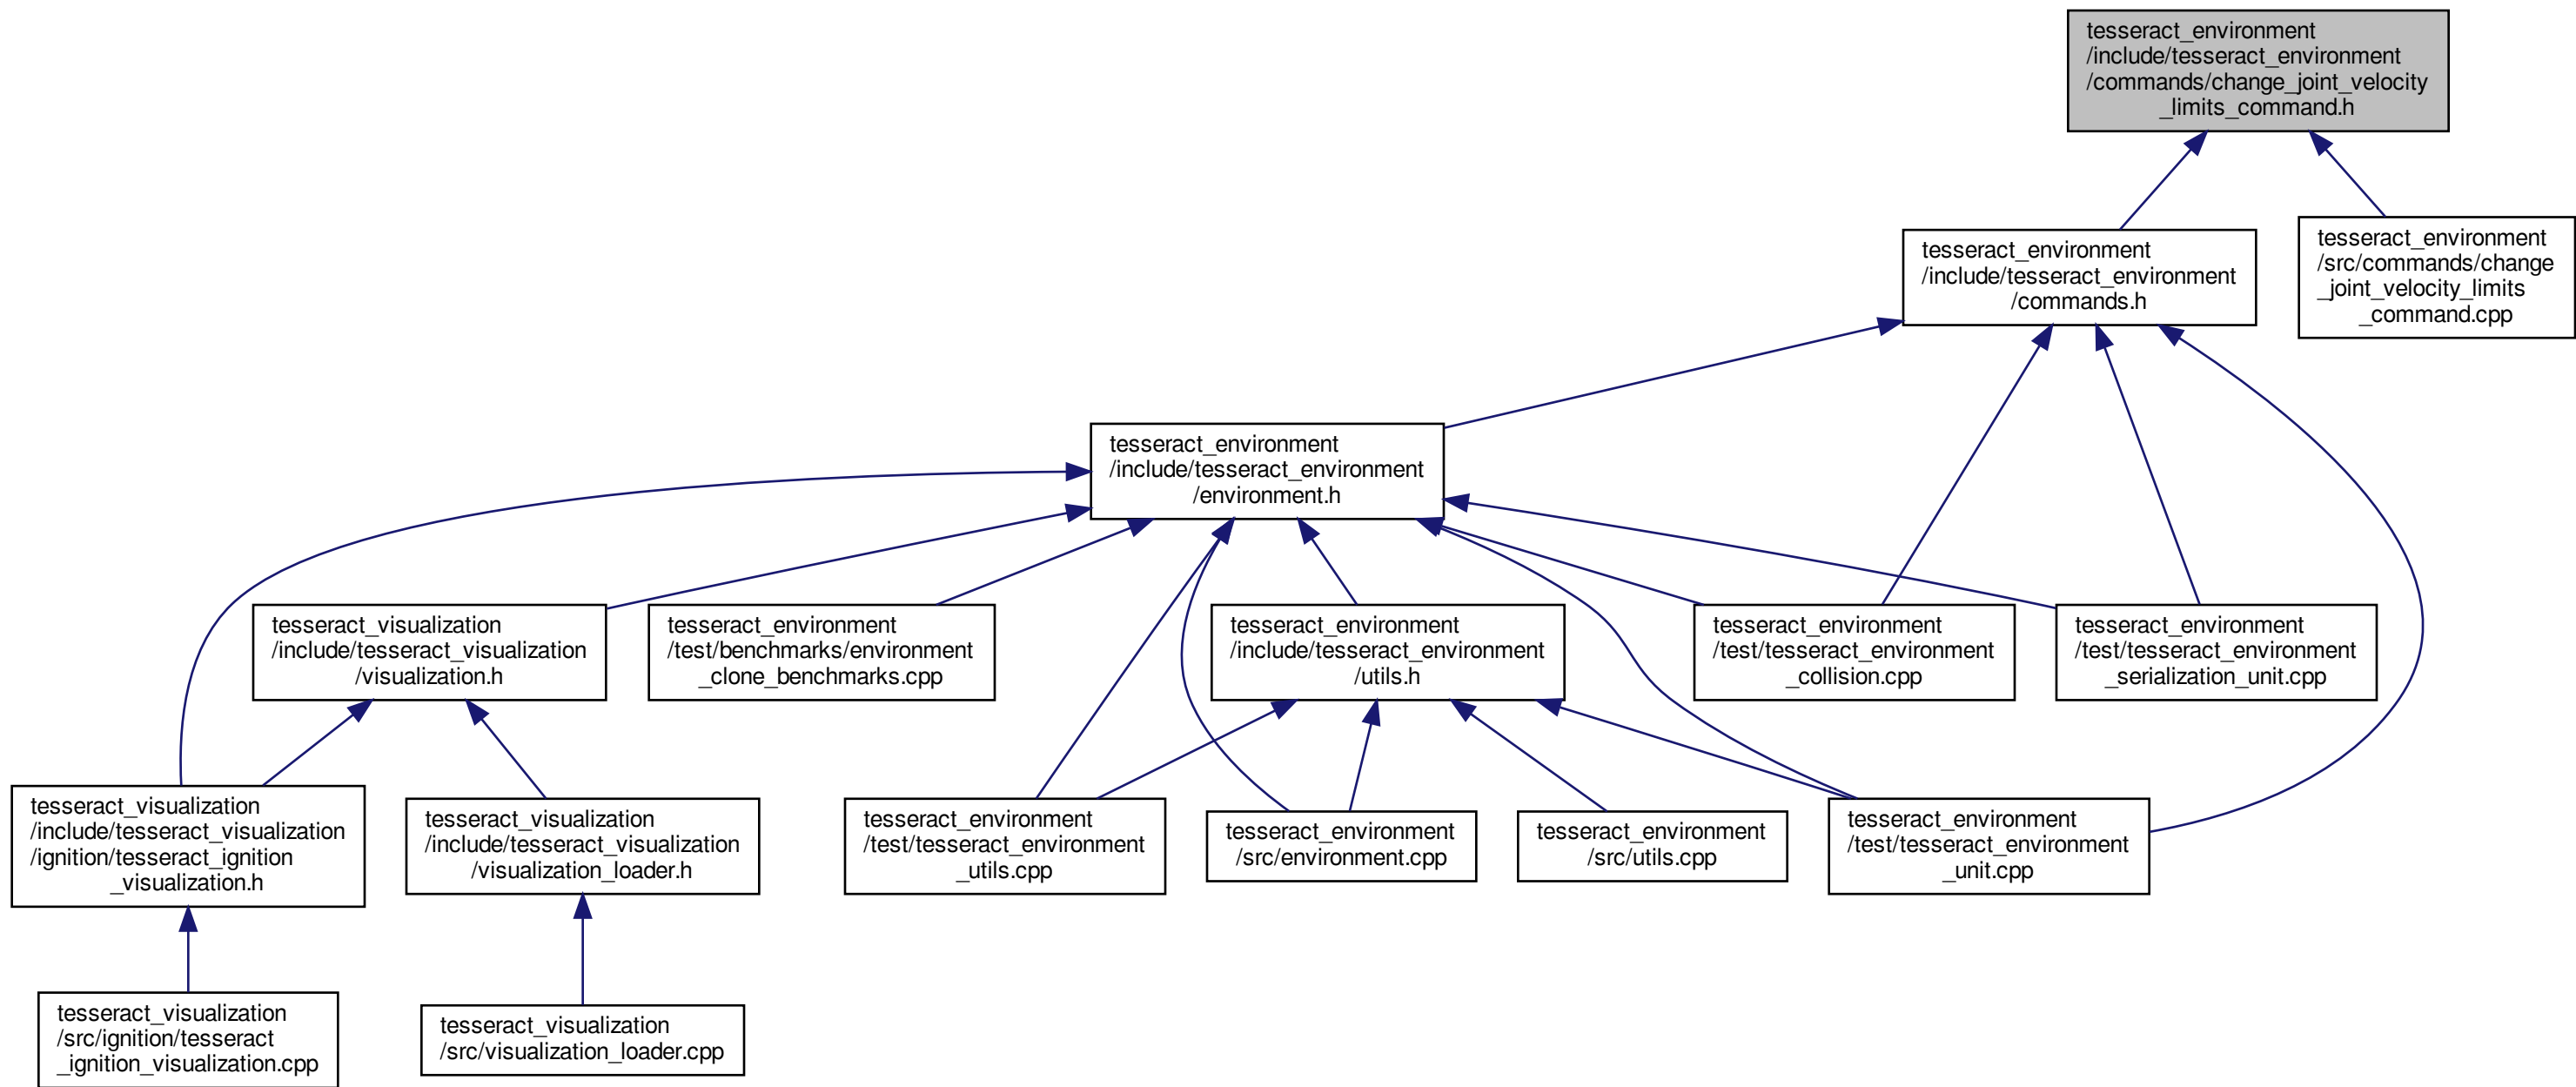 tesseract_environment
/include/tesseract_environment
/commands/change_joint_velocity
_limits_command.h
tesseract_environment
/include/tesseract_environment
/commands.h
tesseract_environment
/src/commands/change
_joint_velocity_limits
_command.cpp
tesseract_environment
/include/tesseract_environment
/environment.h
tesseract_visualization
/include/tesseract_visualization
/visualization.h
tesseract_environment
/test/benchmarks/environment
_clone_benchmarks.cpp
tesseract_environment
/include/tesseract_environment
/utils.h
tesseract_environment
/test/tesseract_environment
_collision.cpp
tesseract_environment
/test/tesseract_environment
_serialization_unit.cpp
tesseract_visualization
/include/tesseract_visualization
/ignition/tesseract_ignition
_visualization.h
tesseract_visualization
/include/tesseract_visualization
/visualization_loader.h
tesseract_environment
/test/tesseract_environment
_utils.cpp
tesseract_environment
/src/environment.cpp
tesseract_environment
/src/utils.cpp
tesseract_environment
/test/tesseract_environment
_unit.cpp
tesseract_visualization
/src/ignition/tesseract
_ignition_visualization.cpp
tesseract_visualization
/src/visualization_loader.cpp